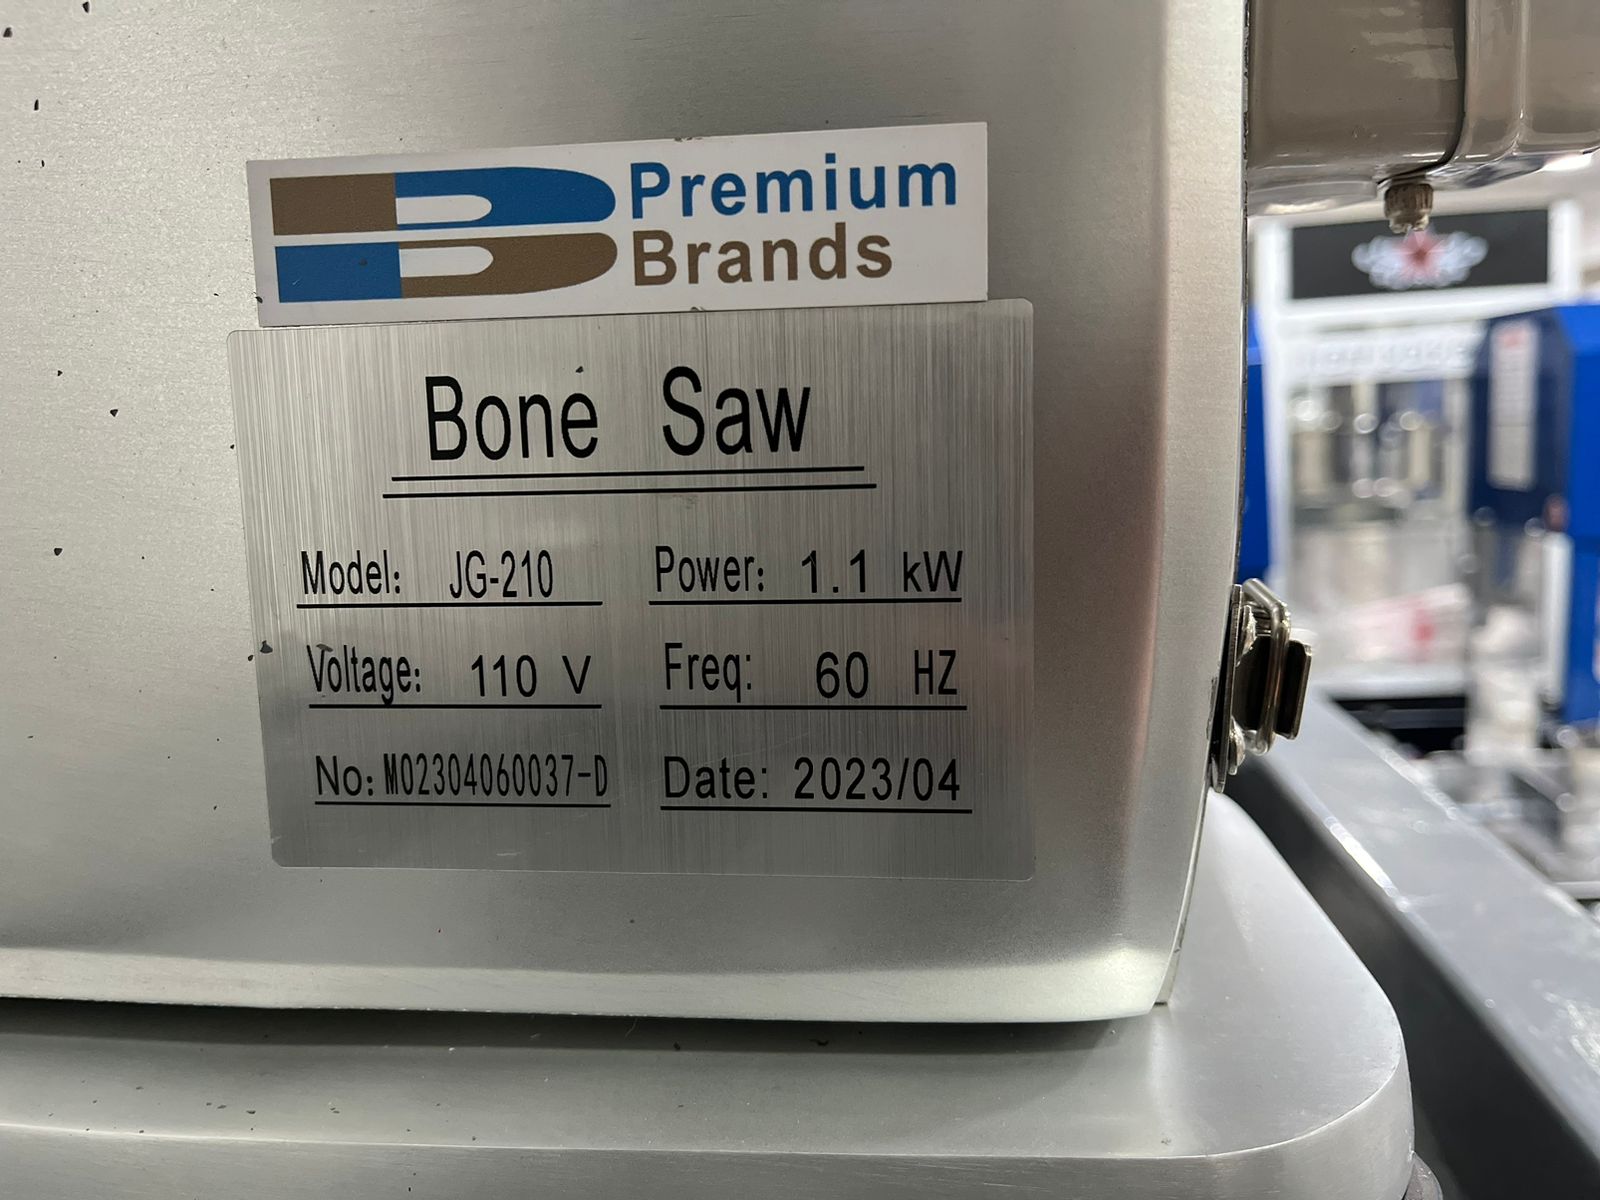 Premium
Brands
Bone Saw
Model: JG-210 Power: 1.1 kW
Voltage: 110 V Freq: 60 HZ
No: M02304060037-D Date: 2023/04